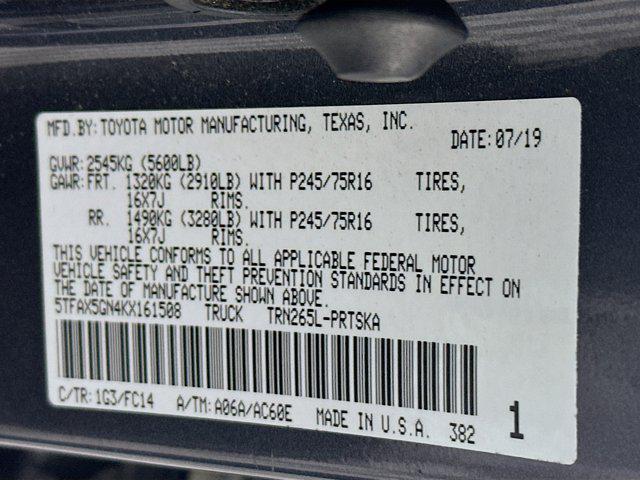 MFD.BY: TOYOTA MOTOR MANUFACTURING, TEXAS, INC.
DATE: 07/19
GVWR: 2545KG (5600LB)
GAWR: FRT. 1320KG (2910LB) WITH P245/75R16 TIRES,
16X7J RIMS.
RR. 1490KG (3280LB) WITH P245/75R16 TIRES,
16X7J RIMS.
THIS VEHICLE CONFORMS TO ALL APPLICABLE FEDERAL MOTOR
VEHICLE SAFETY AND THEFT PREVENTION STANDARDS IN EFFECT ON
THE DATE OF MANUFACTURE SHOWN ABOVE.
5TFAX5GN4KX161508 TRUCK TRN265L-PRTSKA
C/TR: 1G3/FC14 A/TM: A06A/AC60E MADE IN U.S.A. 382 1